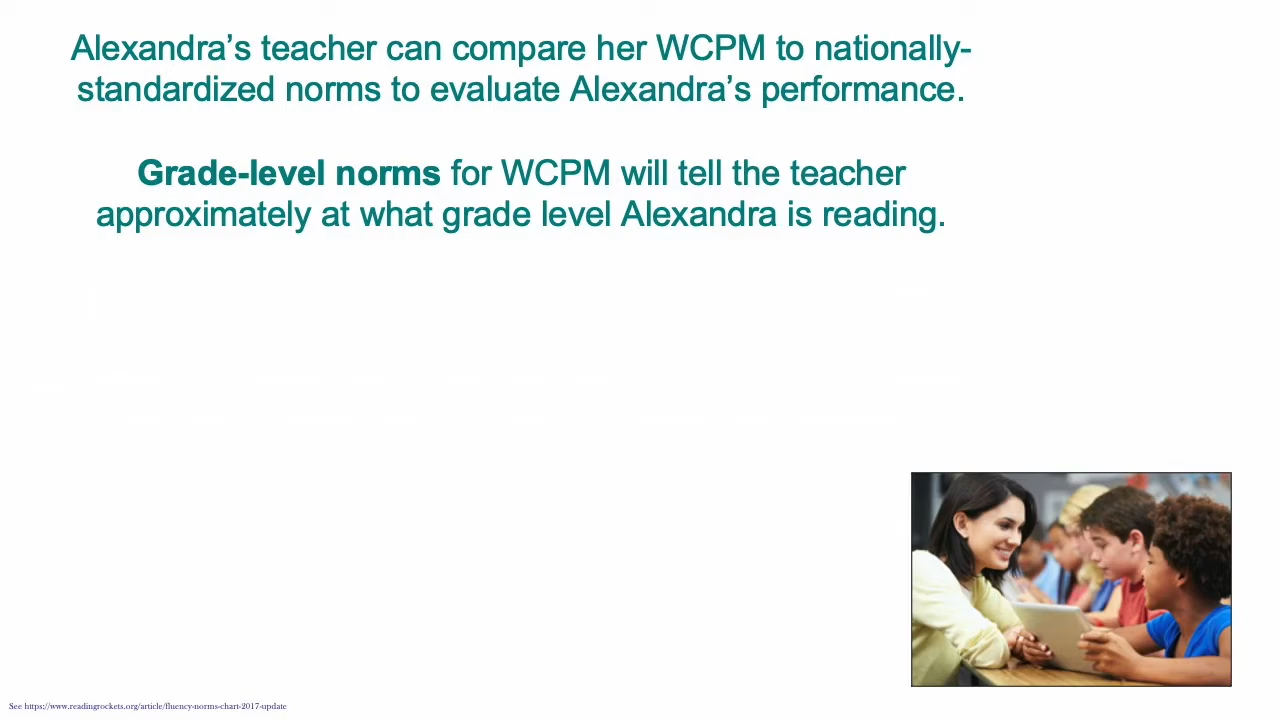 Alexandra’s teacher can compare her WCPM to nationally-
standardized norms to evaluate Alexandra’s performance.
Grade-level norms for WCPM will tell the teacher
approximately at what grade level Alexandra is reading.
See https://www.readingrockets.org/article/fluency-norms-chart-2017-update